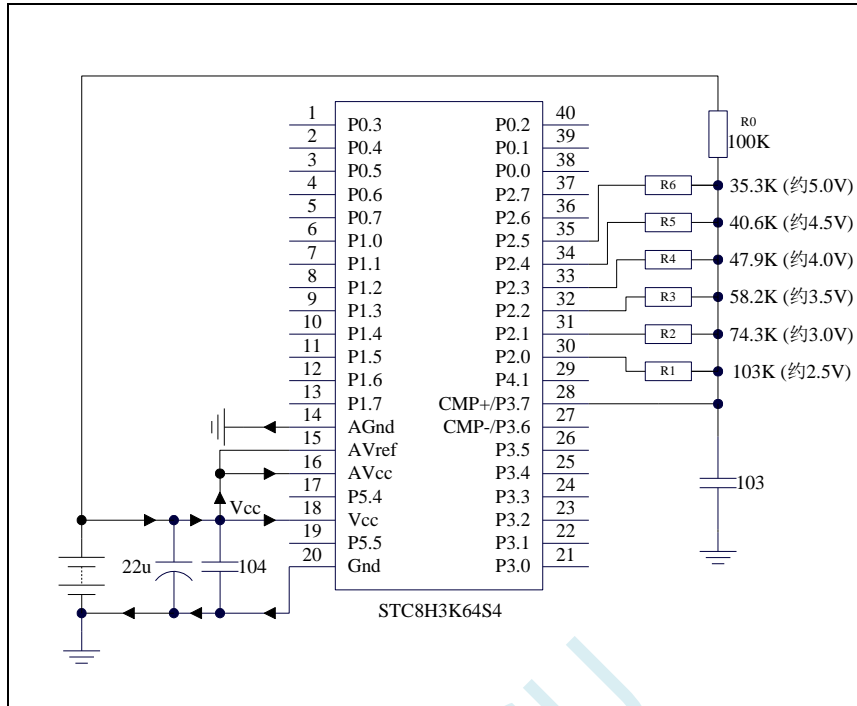 1 P0.3 P0.2 40
2 P0.4 P0.1 39
3 P0.5 P0.0 38
4 P0.6 P2.7 37
5 P0.7 P2.6 36
6 P1.0 P2.5 35
7 P1.1 P2.4 34
8 P1.2 P2.3 33
9 P1.3 P2.2 32
10 P1.4 P2.1 31
11 P1.5 P2.0 30
12 P1.6 P4.1 29
13 P1.7 CMP+/P3.7 28
14 AGnd CMP-/P3.6 27
15 AVref P3.5 26
16 AVcc P3.4 25
17 P5.4 P3.3 24
18 Vcc P3.2 23
19 P5.5 P3.1 22
20 Gnd P3.0 21
STC8H3K64S4
R0
100K
R6 35.3K (约5.0V)
R5 40.6K (约4.5V)
R4 47.9K (约4.0V)
R3 58.2K (约3.5V)
R2 74.3K (约3.0V)
R1 103K (约2.5V)
103
Vcc
22u 104